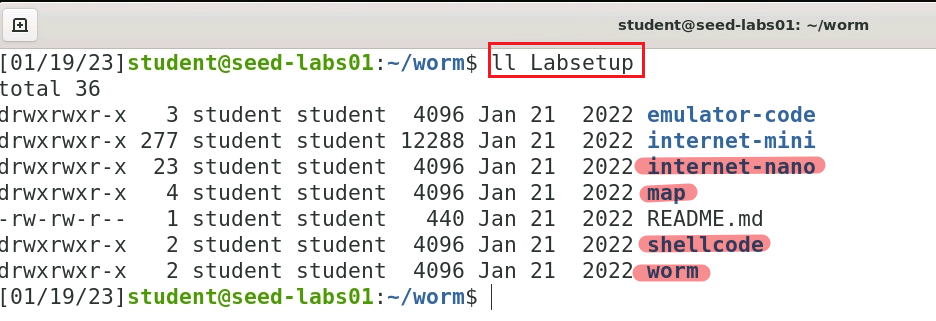 student@seed-labs01: ~/worm
[01/19/23]student@seed-labs01:~/worm$ ll Labsetup
total 36
drwxrwxr-x   3 student student  4096 Jan 21  2022 emulator-code
drwxrwxr-x 277 student student 12288 Jan 21  2022 internet-mini
drwxrwxr-x  23 student student  4096 Jan 21  2022 internet-nano
drwxrwxr-x   4 student student  4096 Jan 21  2022 map
-rw-rw-r--   1 student student   440 Jan 21  2022 README.md
drwxrwxr-x   2 student student  4096 Jan 21  2022 shellcode
drwxrwxr-x   2 student student  4096 Jan 21  2022 worm
[01/19/23]student@seed-labs01:~/worm$